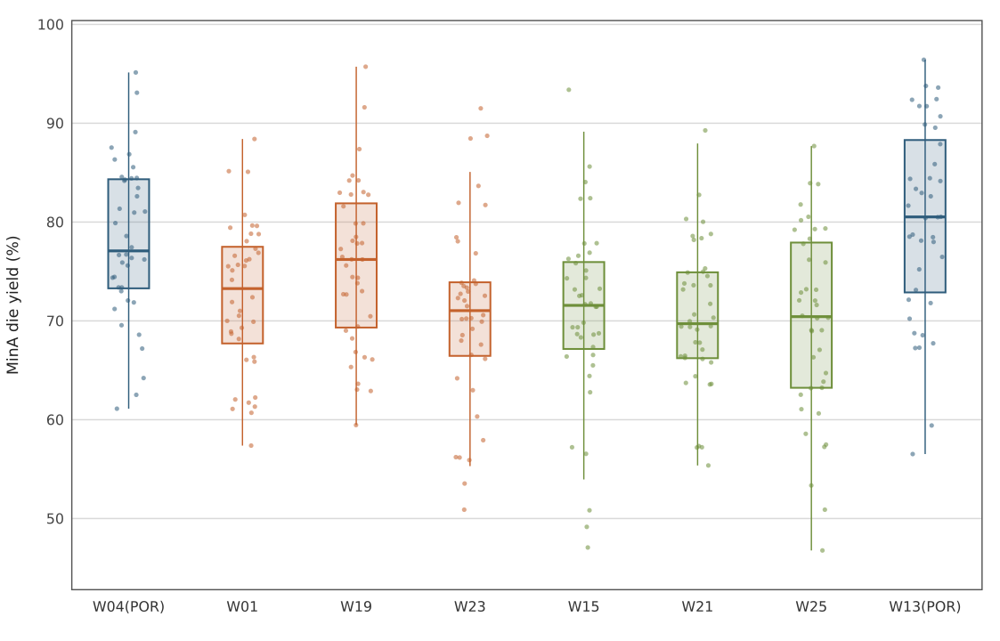 MinA die yield (%)
100
90
80
70
60
50
W04(POR)
W01
W19
W23
W15
W21
W25
W13(POR)